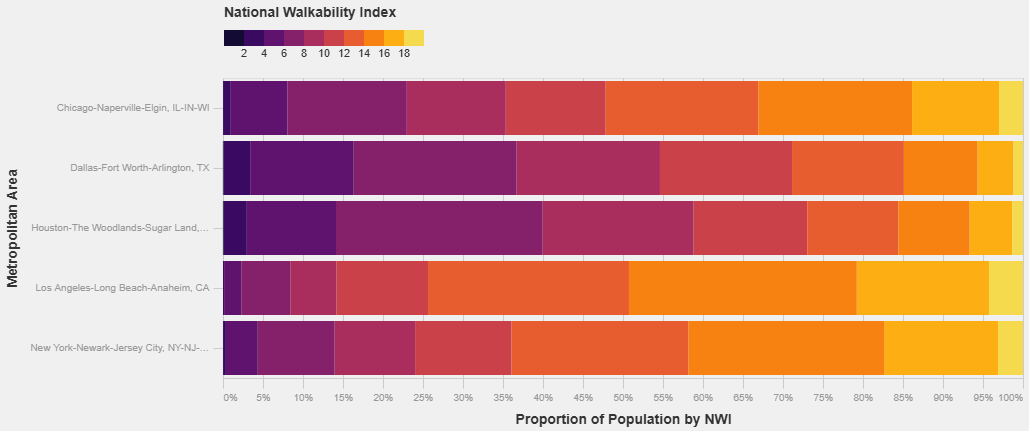 National Walkability Index
2 4 6 8 10 12 14 16 18
Metropolitan Area
Chicago-Naperville-Elgin, IL-IN-WI
Dallas-Fort Worth-Arlington, TX
Houston-The Woodlands-Sugar Land,...
Los Angeles-Long Beach-Anaheim, CA
New York-Newark-Jersey City, NY-NJ-...
0% 5% 10% 15% 20% 25% 30% 35% 40% 45% 50% 55% 60% 65% 70% 75% 80% 85% 90% 95% 100%
Proportion of Population by NWI